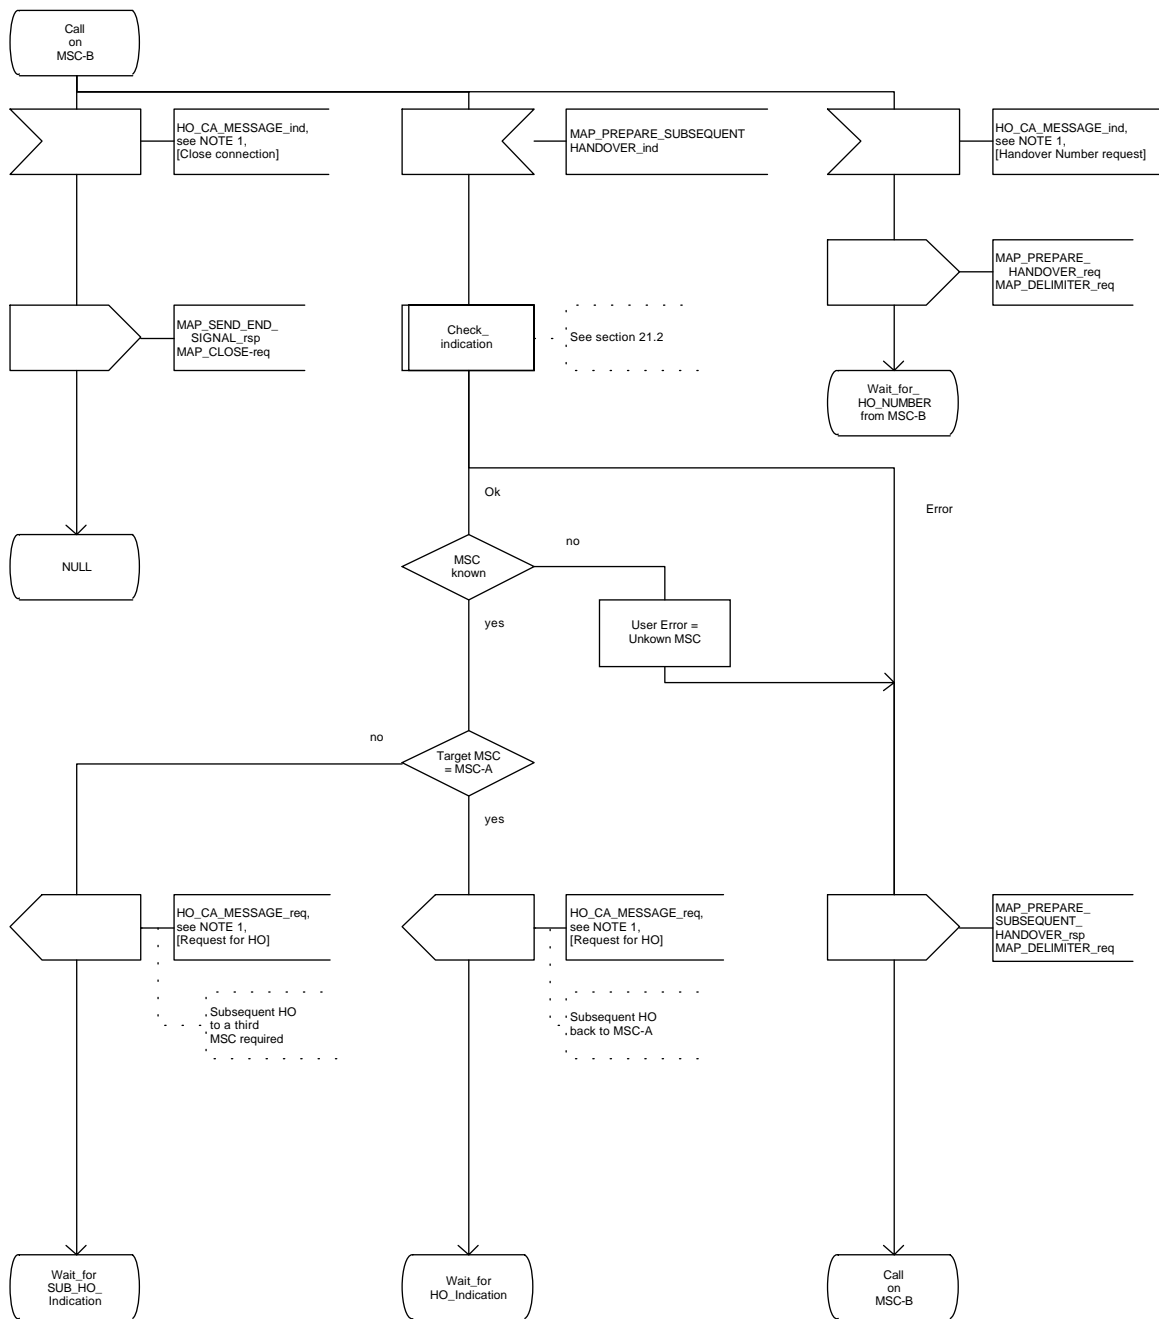 Call
on
MSC-B
HO_CA_MESSAGE_ind,
see NOTE 1,
[Close connection]
MAP_PREPARE_SUBSEQUENT
HANDOVER_ind
HO_CA_MESSAGE_ind,
see NOTE 1,
[Handover Number request]
MAP_PREPARE_
HANDOVER_req
MAP_DELIMITER_req
MAP_SEND_END_
SIGNAL_rsp
MAP_CLOSE-req
Check_
indication
See section 21.2
Wait_for_
HO_NUMBER
from MSC-B
Ok
Error
NULL
MSC
known
no
yes
User Error =
Unkown MSC
no
Target MSC
= MSC-A
yes
HO_CA_MESSAGE_req,
see NOTE 1,
[Request for HO]
HO_CA_MESSAGE_req,
see NOTE 1,
[Request for HO]
MAP_PREPARE_
SUBSEQUENT_
HANDOVER_rsp
MAP_DELIMITER_req
Subsequent HO
to a third
MSC required
Subsequent HO
back to MSC-A
Wait_for
SUB_HO_
Indication
Wait_for
HO_Indication
Call
on
MSC-B